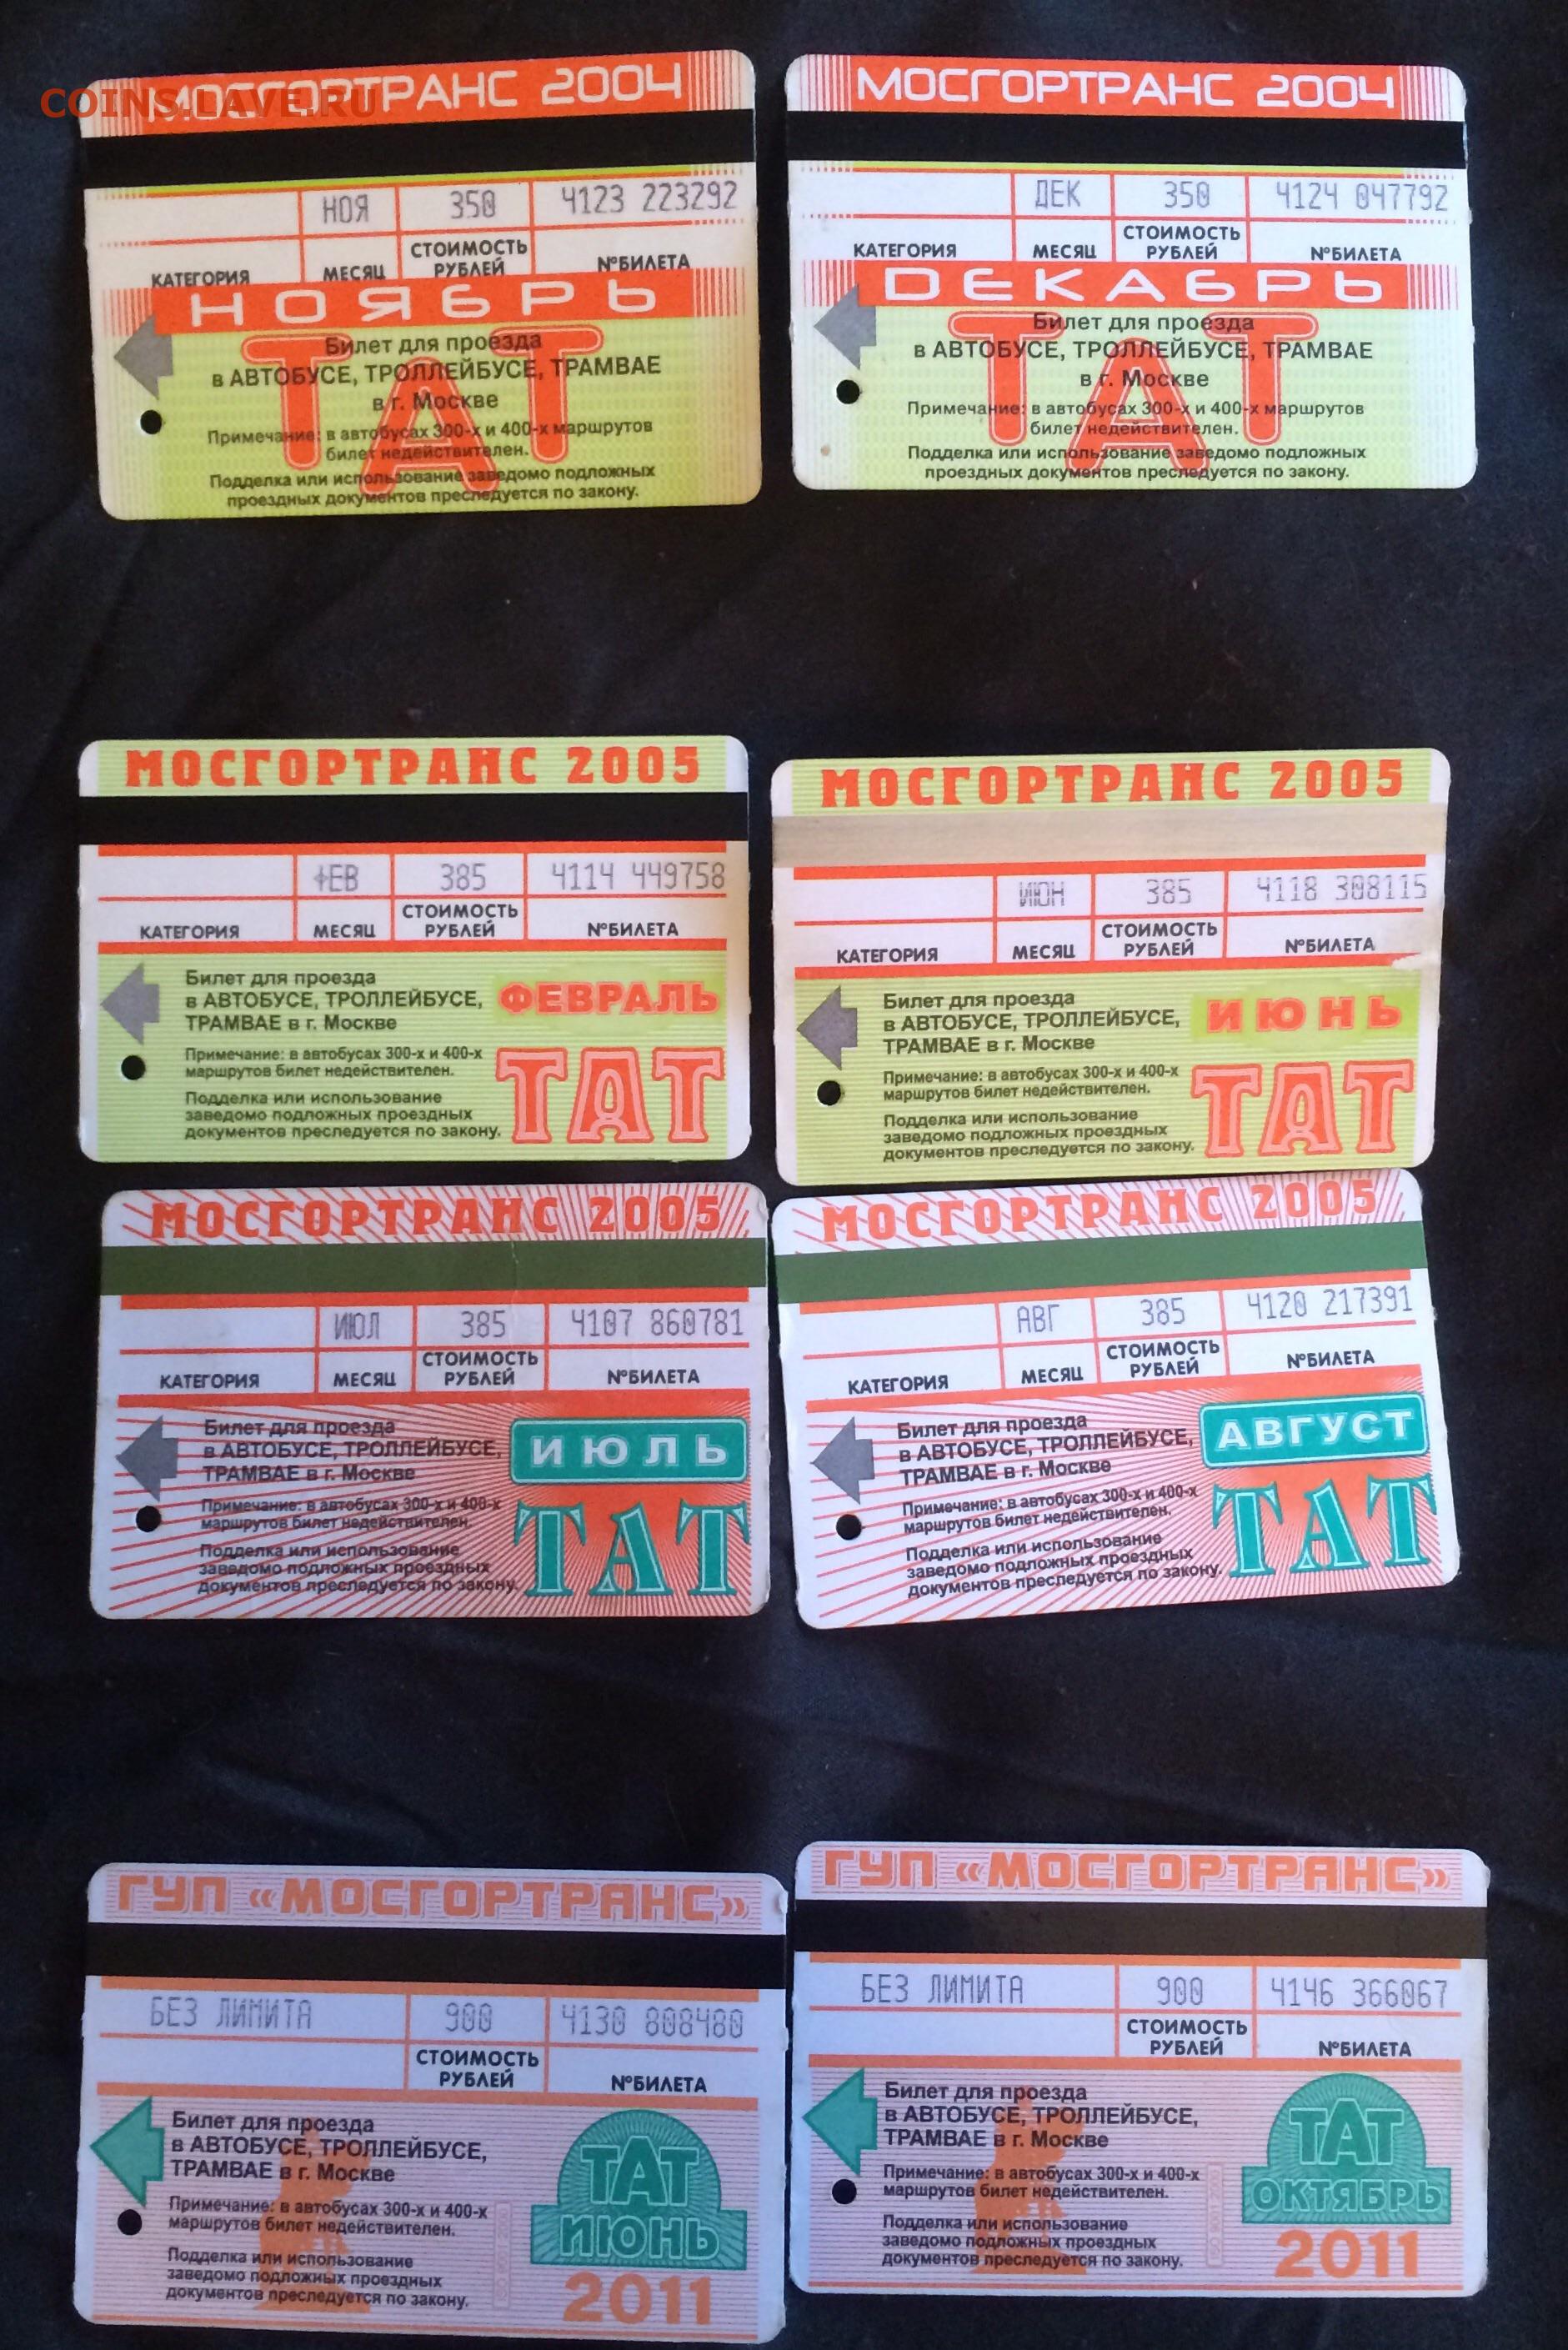 COINS.LAVE.RU
МОСГОРТРАНС 2004
НОЯ 350 4123 223292
КАТЕГОРИЯ МЕСЯЦ СТОИМОСТЬ РУБЛЕЙ №БИЛЕТА
НОЯБРЬ
ТАТ
Билет для проезда
в АВТОБУСЕ, ТРОЛЛЕЙБУСЕ, ТРАМВАЕ
в г. Москве
Примечание: в автобусах 300-х и 400-х маршрутов
билет недействителен.
Подделка или использование заведомо подложных
проездных документов преследуется по закону.
МОСГОРТРАНС 2004
ДЕК 350 4124 047792
КАТЕГОРИЯ МЕСЯЦ СТОИМОСТЬ РУБЛЕЙ №БИЛЕТА
ДЕКАБРЬ
ТАТ
Билет для проезда
в АВТОБУСЕ, ТРОЛЛЕЙБУСЕ, ТРАМВАЕ
в г. Москве
Примечание: в автобусах 300-х и 400-х маршрутов
билет недействителен.
Подделка или использование заведомо подложных
проездных документов преследуется по закону.
МОСГОРТРАНС 2005
ФЕВ 385 4114 449758
КАТЕГОРИЯ МЕСЯЦ СТОИМОСТЬ РУБЛЕЙ №БИЛЕТА
Билет для проезда
в АВТОБУСЕ, ТРОЛЛЕЙБУСЕ,
ТРАМВАЕ в г. Москве
Примечание: в автобусах 300-х и 400-х
маршрутов билет недействителен.
Подделка или использование
заведомо подложных проездных
документов преследуется по закону.
ФЕВРАЛЬ
ТАТ
МОСГОРТРАНС 2005
ИЮН 385 4118 308115
КАТЕГОРИЯ МЕСЯЦ СТОИМОСТЬ РУБЛЕЙ №БИЛЕТА
Билет для проезда
в АВТОБУСЕ, ТРОЛЛЕЙБУСЕ,
ТРАМВАЕ в г. Москве
Примечание: в автобусах 300-х и 400-х
маршрутов билет недействителен.
Подделка или использование
заведомо подложных проездных
документов преследуется по закону.
ИЮНЬ
ТАТ
МОСГОРТРАНС 2005
ИЮЛ 385 4107 860781
КАТЕГОРИЯ МЕСЯЦ СТОИМОСТЬ РУБЛЕЙ №БИЛЕТА
Билет для проезда
в АВТОБУСЕ, ТРОЛЛЕЙБУСЕ,
ТРАМВАЕ в г. Москве
Примечание: в автобусах 300-х и 400-х
маршрутов билет недействителен.
Подделка или использование
заведомо подложных проездных
документов преследуется по закону.
ИЮЛЬ
ТАТ
МОСГОРТРАНС 2005
АВГ 385 4120 217391
КАТЕГОРИЯ МЕСЯЦ СТОИМОСТЬ РУБЛЕЙ №БИЛЕТА
Билет для проезда
в АВТОБУСЕ, ТРОЛЛЕЙБУСЕ,
ТРАМВАЕ в г. Москве
Примечание: в автобусах 300-х и 400-х
маршрутов билет недействителен.
Подделка или использование
заведомо подложных проездных
документов преследуется по закону.
АВГУСТ
ТАТ
ГУП «МОСГОРТРАНС»
БЕЗ ЛИМИТА 900 4130 808480
СТОИМОСТЬ РУБЛЕЙ №БИЛЕТА
Билет для проезда
в АВТОБУСЕ, ТРОЛЛЕЙБУСЕ,
ТРАМВАЕ в г. Москве
Примечание: в автобусах 300-х и 400-х
маршрутов билет недействителен.
Подделка или использование
заведомо подложных проездных
документов преследуется по закону.
ТАТ
ИЮНЬ
2011
ГУП «МОСГОРТРАНС»
БЕЗ ЛИМИТА 900 4146 366067
СТОИМОСТЬ РУБЛЕЙ №БИЛЕТА
Билет для проезда
в АВТОБУСЕ, ТРОЛЛЕЙБУСЕ,
ТРАМВАЕ в г. Москве
Примечание: в автобусах 300-х и 400-х
маршрутов билет недействителен.
Подделка или использование
заведомо подложных проездных
документов преследуется по закону.
ТАТ
ОКТЯБРЬ
2011